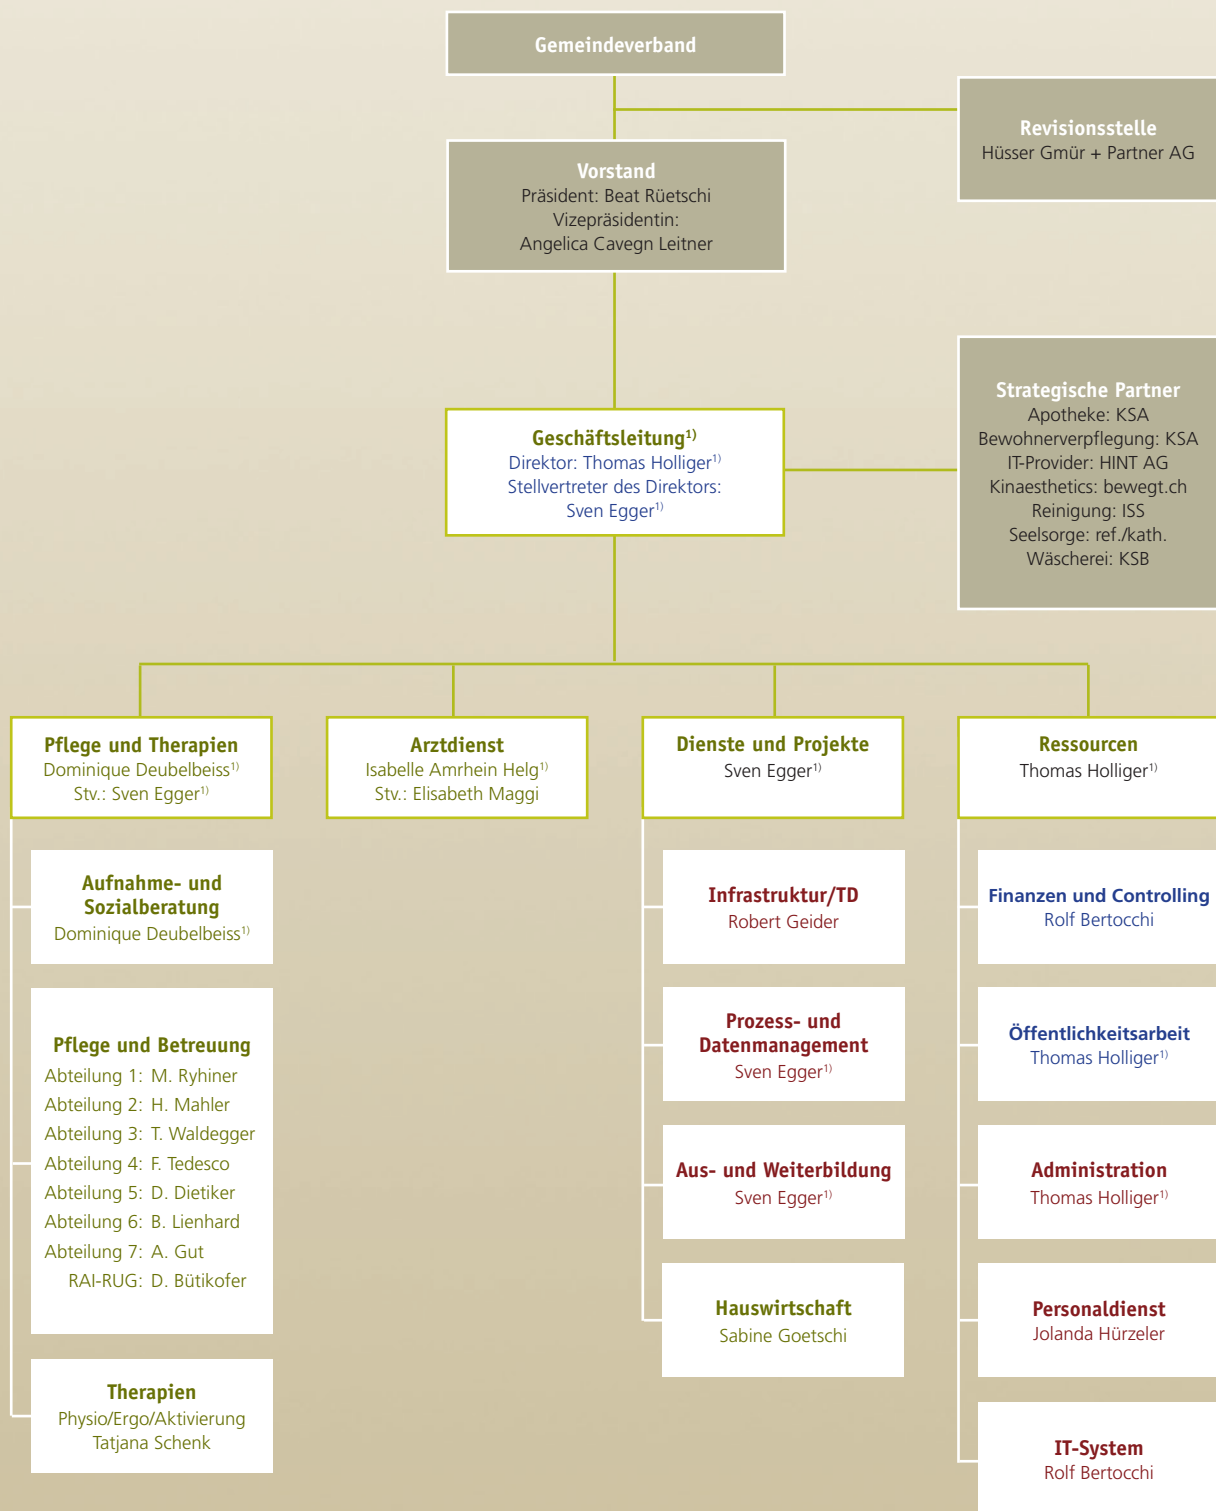 Gemeindeverband
Revisionsstelle
Hüsser Gmür + Partner AG
Vorstand
Präsident: Beat Rüetschi
Vizepräsidentin:
Angelica Cavegn Leitner
Strategische Partner
Apotheke: KSA
Bewohnerverpflegung: KSA
IT-Provider: HINT AG
Kinaesthetics: bewegt.ch
Reinigung: ISS
Seelsorge: ref./kath.
Wäscherei: KSB
Geschäftsleitung1)
Direktor: Thomas Holliger1)
Stellvertreter des Direktors:
Sven Egger1)
Pflege und Therapien
Dominique Deubelbeiss1)
Stv.: Sven Egger1)
Arztdienst
Isabelle Amrhein Helg1)
Stv.: Elisabeth Maggi
Dienste und Projekte
Sven Egger1)
Ressourcen
Thomas Holliger1)
Aufnahme- und
Sozialberatung
Dominique Deubelbeiss1)
Pflege und Betreuung
Abteilung 1: M. Ryhiner
Abteilung 2: H. Mahler
Abteilung 3: T. Waldegger
Abteilung 4: F. Tedesco
Abteilung 5: D. Dietiker
Abteilung 6: B. Lienhard
Abteilung 7: A. Gut
RAI-RUG: D. Bütikofer
Therapien
Physio/Ergo/Aktivierung
Tatjana Schenk
Infrastruktur/TD
Robert Geider
Prozess- und
Datenmanagement
Sven Egger1)
Aus- und Weiterbildung
Sven Egger1)
Hauswirtschaft
Sabine Goetschi
Finanzen und Controlling
Rolf Bertocchi
Öffentlichkeitsarbeit
Thomas Holliger1)
Administration
Thomas Holliger1)
Personaldienst
Jolanda Hürzeler
IT-System
Rolf Bertocchi